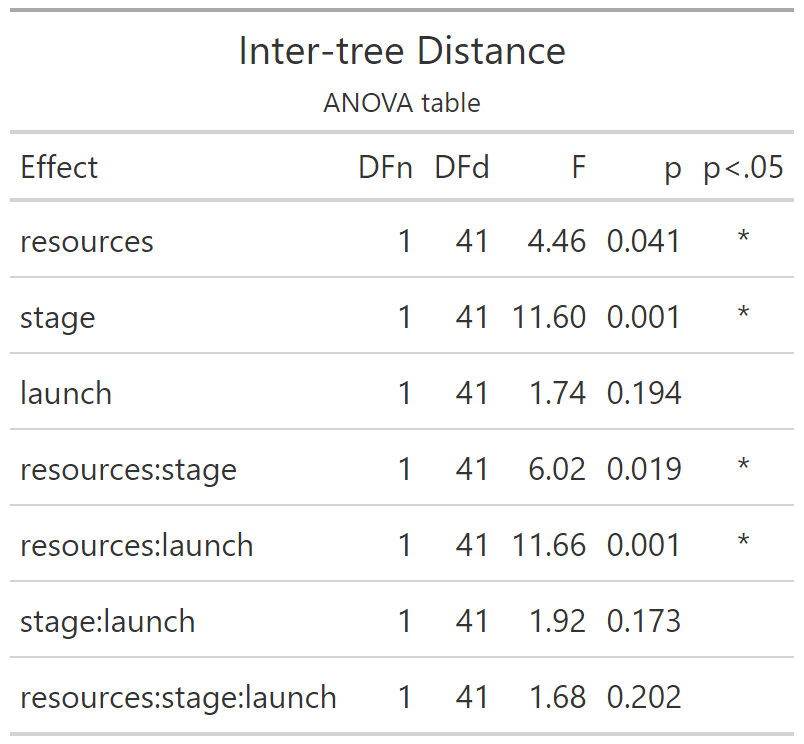 Inter-tree Distance
ANOVA table
Effect DFn DFd F p p<.05
resources 1 41 4.46 0.041 *
stage 1 41 11.60 0.001 *
launch 1 41 1.74 0.194
resources:stage 1 41 6.02 0.019 *
resources:launch 1 41 11.66 0.001 *
stage:launch 1 41 1.92 0.173
resources:stage:launch 1 41 1.68 0.202